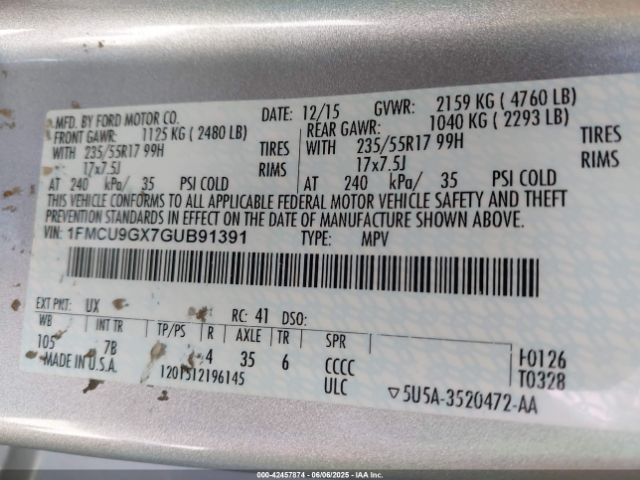 MFD. BY FORD MOTOR CO. DATE: 12/15 GVWR: 2159 KG ( 4760 LB)
FRONT GAWR: 1125 KG ( 2480 LB) REAR GAWR: 1040 KG ( 2293 LB)
WITH 235/55R17 99H TIRES WITH 235/55R17 99H TIRES
17x7.5J RIMS 17x7.5J RIMS
AT 240 kPa/ 35 PSI COLD AT 240 kPa/ 35 PSI COLD
THIS VEHICLE CONFORMS TO ALL APPLICABLE FEDERAL MOTOR VEHICLE SAFETY AND THEFT
PREVENTION STANDARDS IN EFFECT ON THE DATE OF MANUFACTURE SHOWN ABOVE.
VIN: 1FMCU9GX7GUB91391 TYPE: MPV
EXT PNT: UX RC: 41 DSO:
WB INT TR TP/PS R AXLE TR SPR
105 7B 4 35 6 CCCC F0126
MADE IN U.S.A. 1201512196145 ULC T0328
▽5U5A-3520472-AA
000-42457874 | 06/06/2025 - IAA Inc.